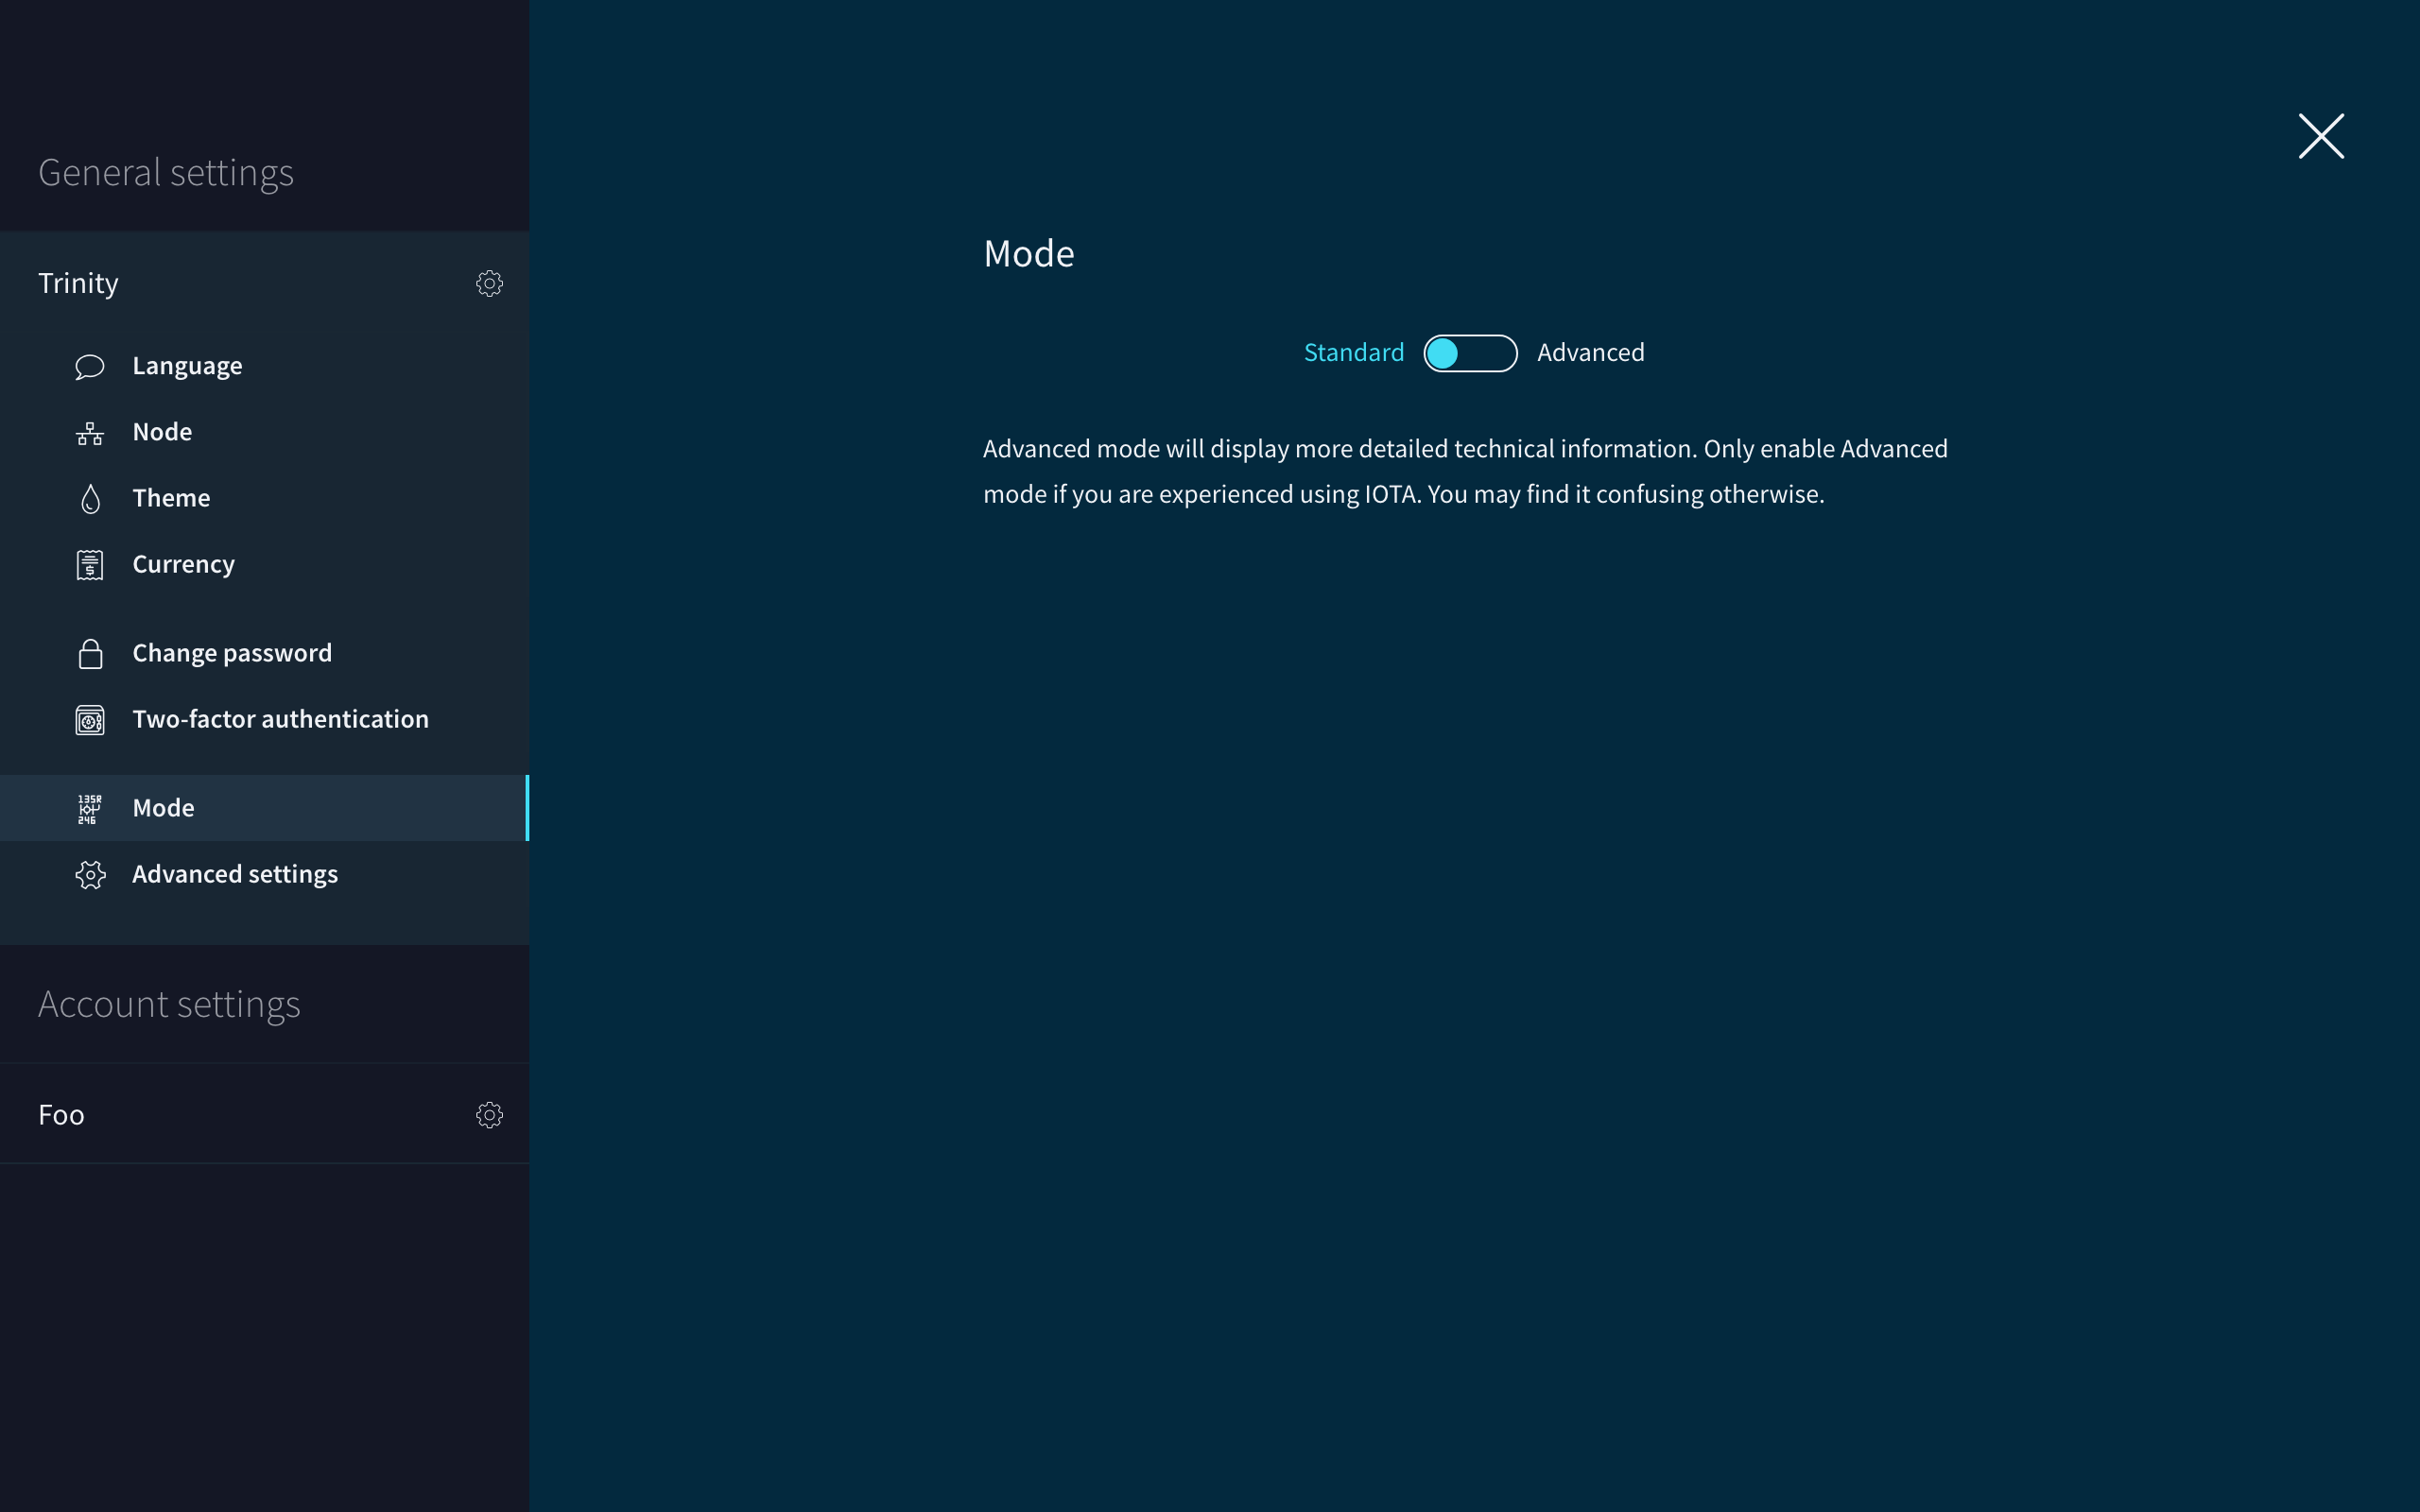 General settings
Trinity
Language
Node
Theme
Currency
Change password
Two-factor authentication
Mode
Advanced settings
Account settings
Foo
Mode
Standard Advanced
Advanced mode will display more detailed technical information. Only enable Advanced
mode if you are experienced using IOTA. You may find it confusing otherwise.